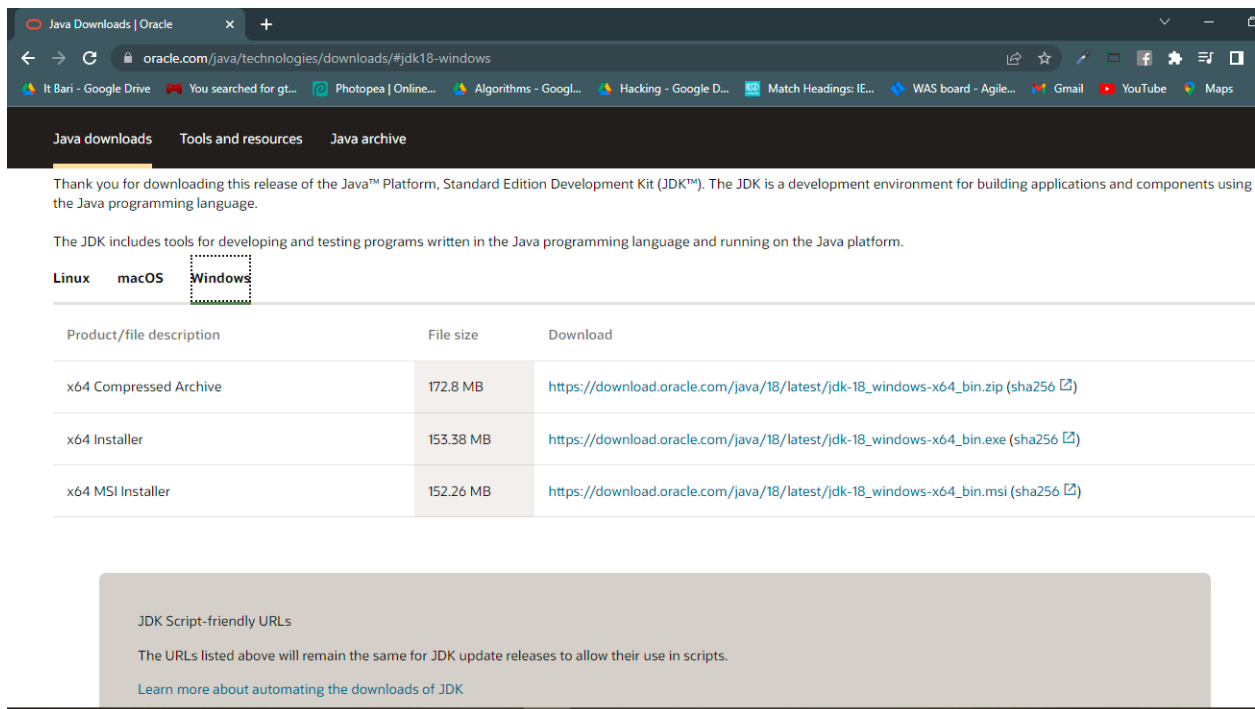 Java Downloads | Oracle
oracle.com/java/technologies/downloads/#jdk18-windows
It Bari - Google Drive You searched for gt... Photopea | Online... Algorithms - Googl... Hacking - Google D... Match Headings: IE... WAS board - Agile... Gmail YouTube Maps
Java downloads Tools and resources Java archive
Thank you for downloading this release of the Java™ Platform, Standard Edition Development Kit (JDK™). The JDK is a development environment for building applications and components using
the Java programming language.
The JDK includes tools for developing and testing programs written in the Java programming language and running on the Java platform.
Linux macOS Windows
Product/file description File size Download
x64 Compressed Archive 172.8 MB https://download.oracle.com/java/18/latest/jdk-18_windows-x64_bin.zip (sha256)
x64 Installer 153.38 MB https://download.oracle.com/java/18/latest/jdk-18_windows-x64_bin.exe (sha256)
x64 MSI Installer 152.26 MB https://download.oracle.com/java/18/latest/jdk-18_windows-x64_bin.msi (sha256)
JDK Script-friendly URLs
The URLs listed above will remain the same for JDK update releases to allow their use in scripts.
Learn more about automating the downloads of JDK